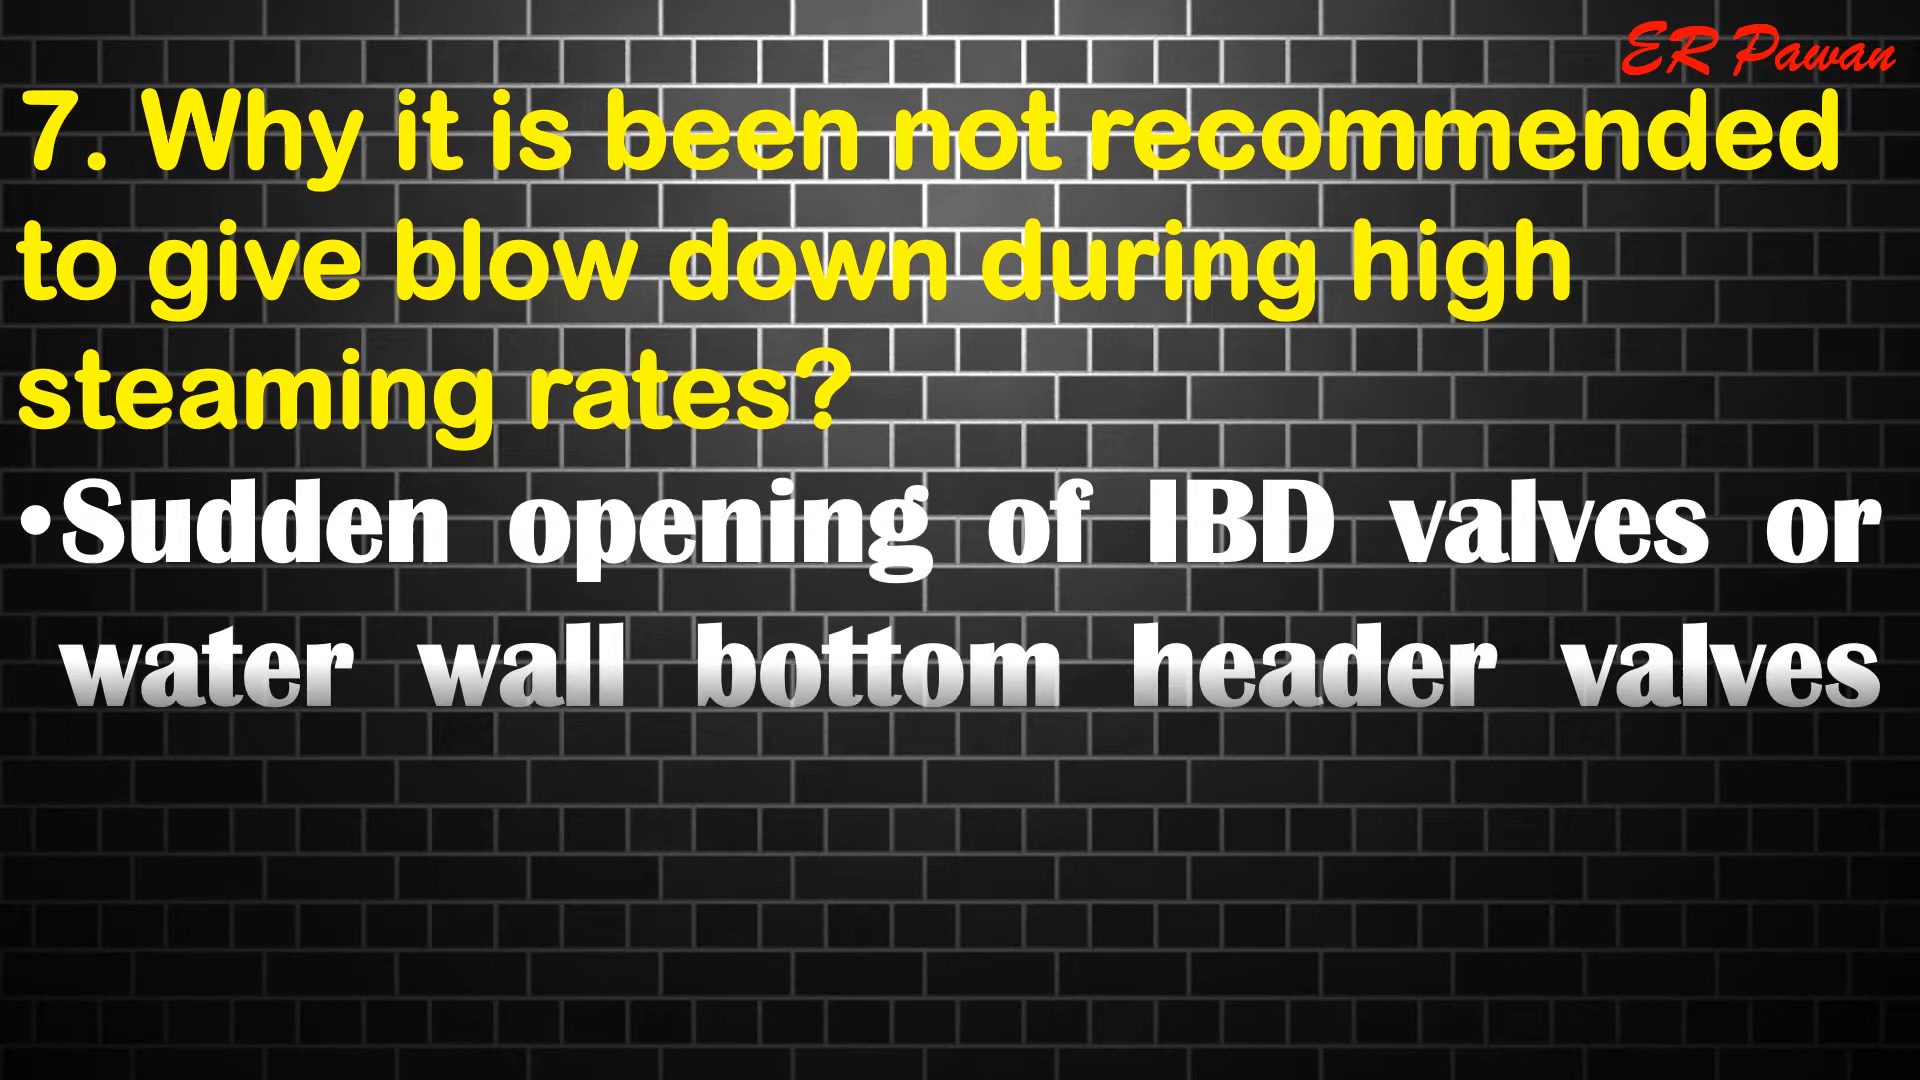 ER Pawan
7. Why it is been not recommended
to give blow down during high
steaming rates?
•Sudden opening of IBD valves or
water wall bottom header valves